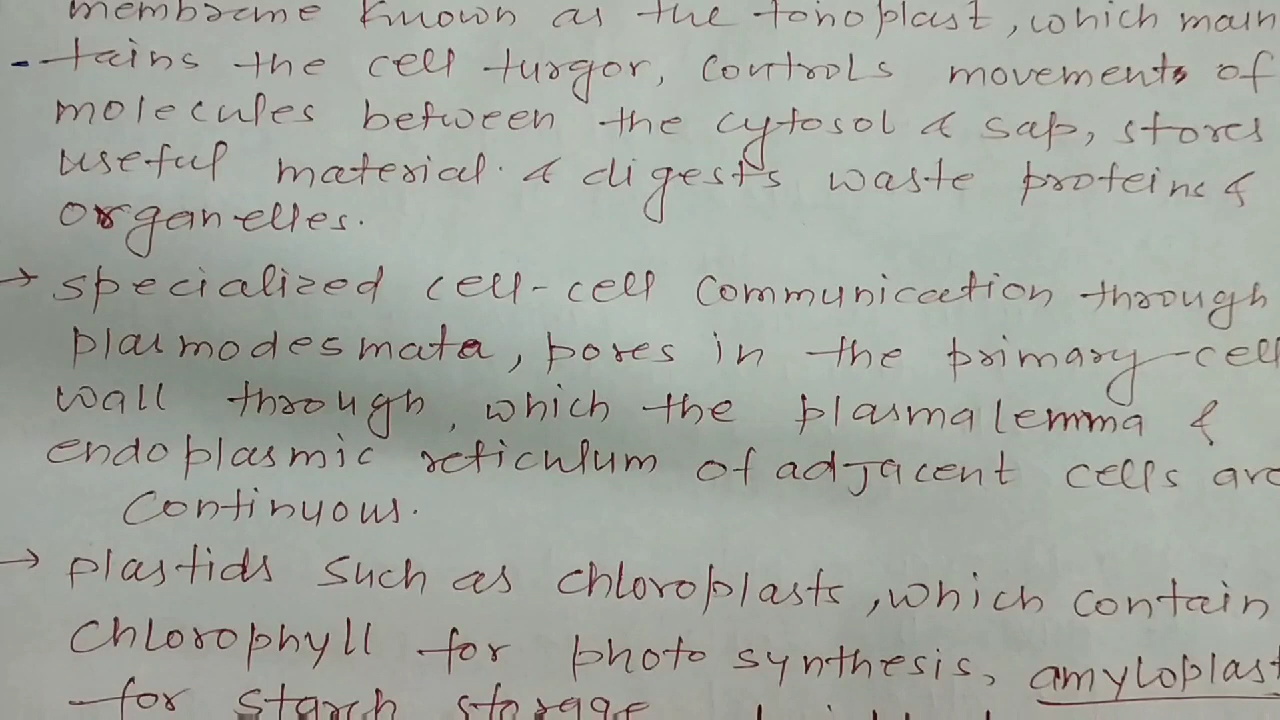 membrane known as the tonoplast, which main
-tains the cell turgor, controls movements of
molecules between the cytosol & sap, stores
useful material. & digests waste proteins &
organelles.
→ specialized cell-cell communication through
plasmodesmata, pores in the primary-cell
wall through, which the plasmalemma &
endoplasmic reticulum of adjacent cells are
continuous.
→ plastids such as chloroplasts, which contain
chlorophyll for photo synthesis, amyloplast
for starch storage